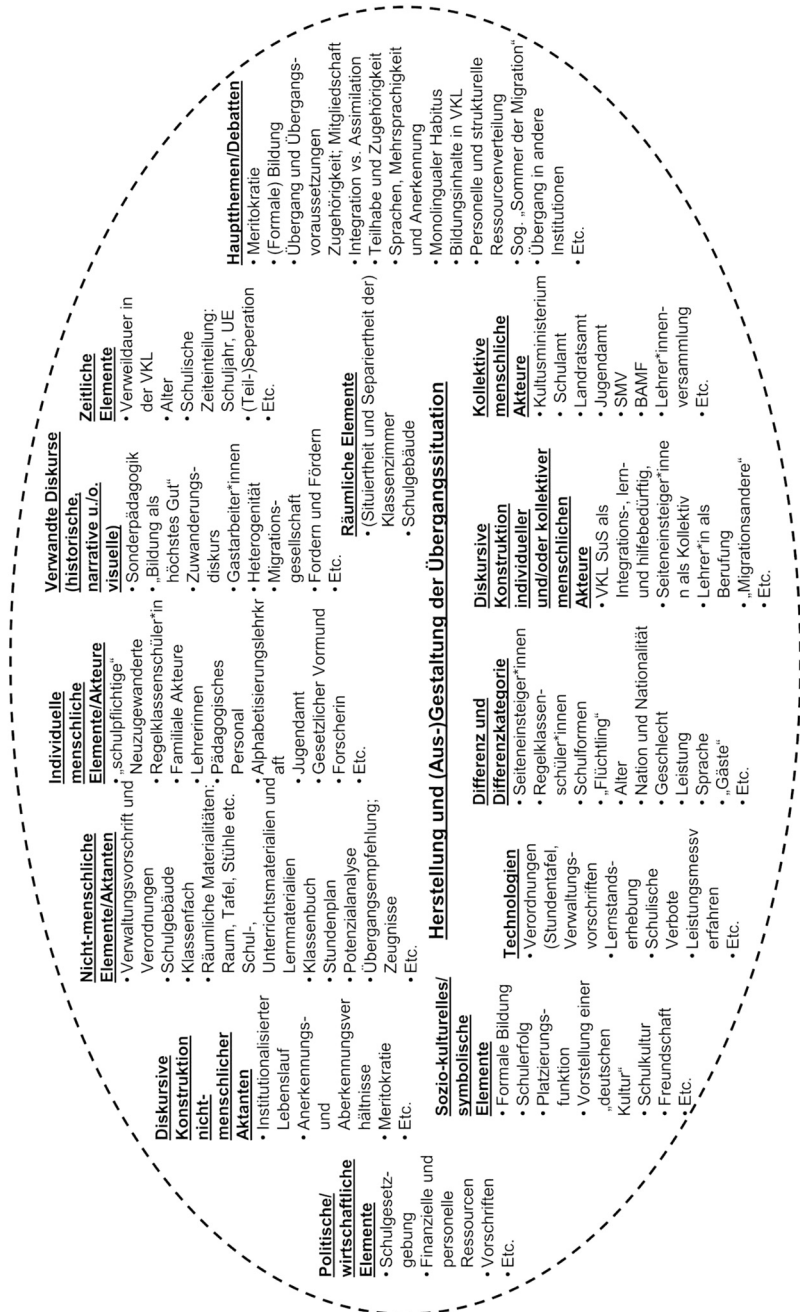 Politische/
wirtschaftliche
Elemente
• Schulgesetz-
gebung
• Finanzielle und
personelle
Ressourcen
• Vorschriften
• Etc.
Diskursive
Konstruktion
nicht-
menschlicher
Aktanten
• Institutionalisierter
Lebenslauf
• Anerkennungs-
und
Aberkennungsver
hältnisse
• Meritokratie
• Etc.
Nicht-menschliche
Elemente/Aktanten
• Verwaltungsvorschrift und
Verordnungen
• Schulgebäude
• Klassenfach
• Räumliche Materialitäten;
Raum, Tafel, Stühle etc.
Schul-,
Unterrichtsmaterialien und
Lernmaterialien
• Klassenbuch
• Stundenplan
• Potenzialanalyse
• Übergangsempfehlung;
Zeugnisse
• Etc.
Individuelle
menschliche
Elemente/Akteure
• „schulpflichtige“
Neuzugewanderte
• Regelklassenschüler*in
• Familiale Akteure
• Lehrerinnen
• Pädagogisches
Personal
• Alphabetisierungslehrkr
aft
• Jugendamt
• Gesetzlicher Vormund
• Forscherin
• Etc.
Verwandte Diskurse
(historische,
narrative u./o.
visuelle)
• Sonderpädagogik
• „Bildung als
höchstes Gut“
• Zuwanderungs-
diskurs
• Gastarbeiter*innen
• Heterogenität
• Migrations-
gesellschaft
• Fordern und Fördern
• Etc.
Zeitliche
Elemente
• Verweildauer in
der VKL
• Alter
• Schulische
Zeiteinteilung:
Schuljahr, UE
• (Teil-)Seperation
• Etc.
Räumliche Elemente
• (Situiertheit und Separiertheit der)
Klassenzimmer
• Schulgebäude
Hauptthemen/Debatten
• Meritokratie
• (Formale) Bildung
• Übergang und Übergangs-
voraussetzungen
Zugehörigkeit; Mitgliedschaft
• Integration vs. Assimilation
• Teilhabe und Zugehörigkeit
• Sprachen, Mehrsprachigkeit
und Anerkennung
• Monolingualer Habitus
• Bildungsinhalte in VKL
• Personelle und strukturelle
Ressourcenverteilung
• Sog. „Sommer der Migration“
• Übergang in andere
Institutionen
• Etc.
Herstellung und (Aus-)Gestaltung der Übergangssituation
Sozio-kulturelles/
symbolische
Elemente
• Formale Bildung
• Schulerfolg
• Platzierungs-
funktion
• Vorstellung einer
„deutschen
Kultur“
• Schulkultur
• Freundschaft
• Etc.
Technologien
• Verordnungen
(Stundentafel,
Verwaltungs-
vorschriften
• Lernstands-
erhebung
• Schulische
Verbote
• Leistungsmessv
erfahren
• Etc.
Differenz und
Differenzkategorie
• Seiteneinsteiger*innen
• Regelklassen-
schüler*innen
• Schulformen
• „Flüchtling“
• Alter
• Nation und Nationalität
• Geschlecht
• Leistung
• Sprache
• „Gäste“
• Etc.
Diskursive
Konstruktion
individueller
und/oder kollektiver
menschlichen
Akteure
• VKL SuS als
Integrations-, lern-
und hilfebedürftig,
• Seiteneinsteiger*inne
n als Kollektiv
• Lehrer*in als
Berufung
• „Migrationsandere“
• Etc.
Kollektive
menschliche
Akteure
• Kultusministerium
• Schulamt
• Landratsamt
• Jugendamt
• SMV
• BAMF
• Lehrer*innen-
versammlung
• Etc.